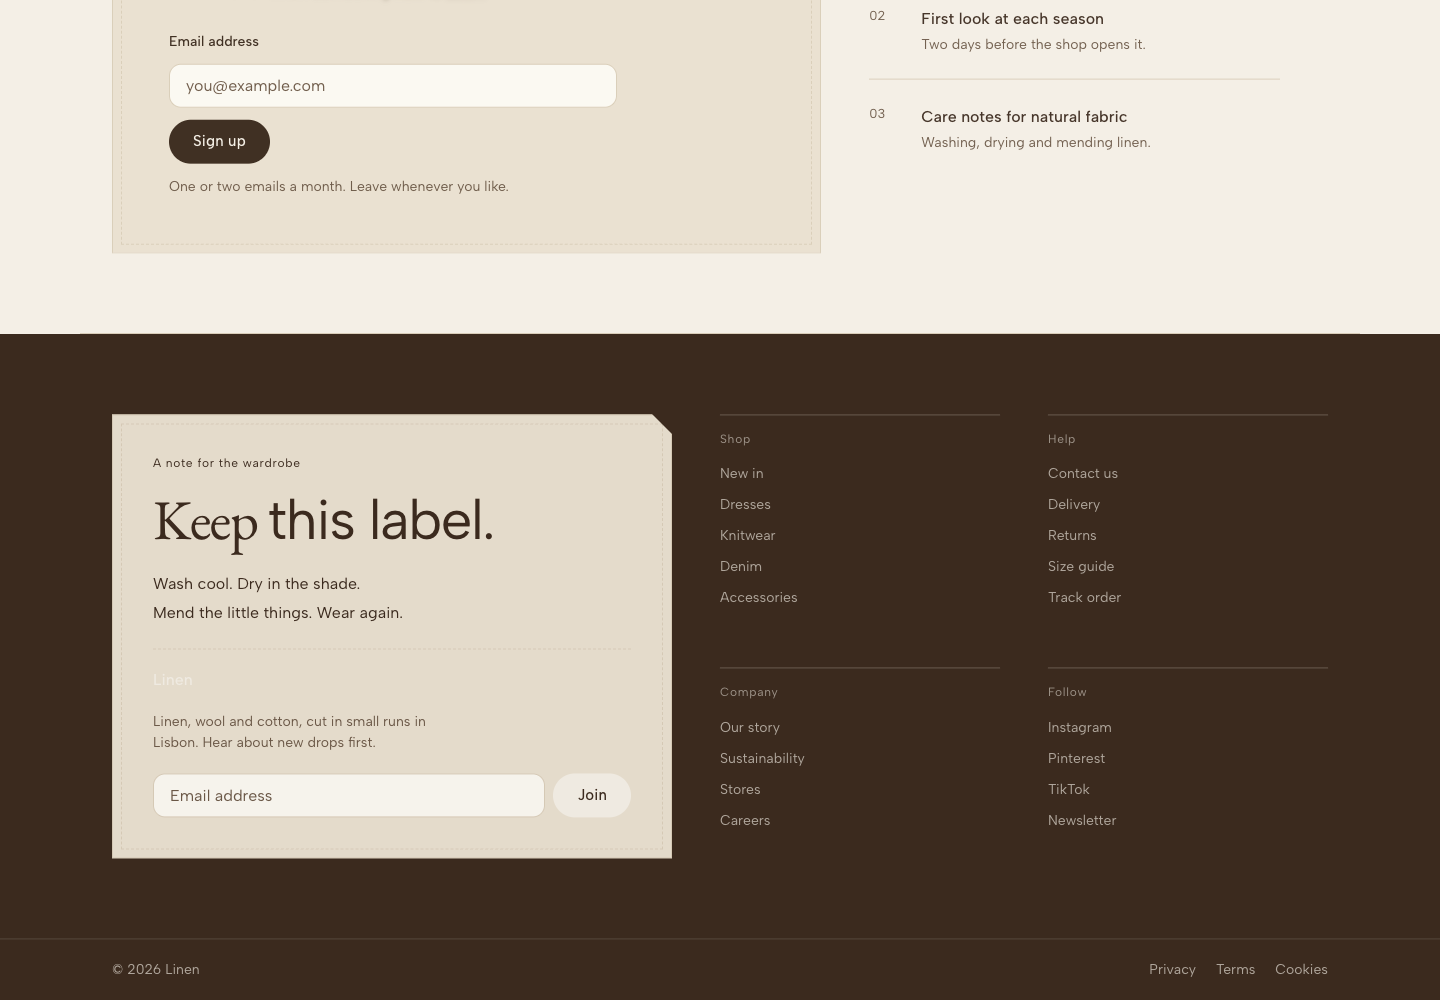 Email address
you@example.com
Sign up
One or two emails a month. Leave whenever you like.
02
First look at each season
Two days before the shop opens it.
03
Care notes for natural fabric
Washing, drying and mending linen.
A note for the wardrobe
Keep this label.
Wash cool. Dry in the shade.
Mend the little things. Wear again.
Linen
Linen, wool and cotton, cut in small runs in
Lisbon. Hear about new drops first.
Email address
Join
Shop
New in
Dresses
Knitwear
Denim
Accessories
Help
Contact us
Delivery
Returns
Size guide
Track order
Company
Our story
Sustainability
Stores
Careers
Follow
Instagram
Pinterest
TikTok
Newsletter
© 2026 Linen
Privacy
Terms
Cookies